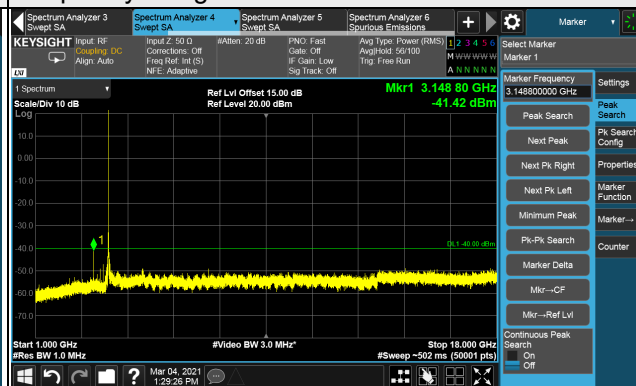 Spectrum Analyzer 3
Swept SA
Spectrum Analyzer 4
Swept SA
Spectrum Analyzer 5
Swept SA
Spectrum Analyzer 6
Spurious Emissions
Marker
KEYSIGHT
Input: RF
Coupling: DC
Align: Auto
Input Z: 50 Ω
Corrections: Off
Freq Ref: Int (S)
NFE: Adaptive
#Atten: 20 dB
PNO: Fast
Gate: Off
IF Gain: Low
Sig Track: Off
Avg Type: Power (RMS)
Avg|Hold: 56/100
Trig: Free Run
1 2 3 4 5 6
M W W W W W
A N N N N N
LXI
Select Marker
Marker 1
1 Spectrum
Scale/Div 10 dB
Log
Ref Lvl Offset 15.00 dB
Ref Level 20.00 dBm
Mkr1 3.148 80 GHz
-41.42 dBm
10.0
0.00
-10.0
-20.0
-30.0
-40.0
-50.0
-60.0
-70.0
1
DL1 -40.00 dBm
Start 1.000 GHz
#Res BW 1.0 MHz
#Video BW 3.0 MHz*
Stop 18.000 GHz
#Sweep ~502 ms (50001 pts)
Marker Frequency
3.148800000 GHz
Peak Search
Next Peak
Next Pk Right
Next Pk Left
Minimum Peak
Pk-Pk Search
Marker Delta
Mkr→CF
Mkr→Ref Lvl
Continuous Peak
Search
On
Off
Settings
Peak
Search
Pk Search
Config
Properties
Marker
Function
Marker→
Counter
?
Mar 04, 2021
1:29:26 PM